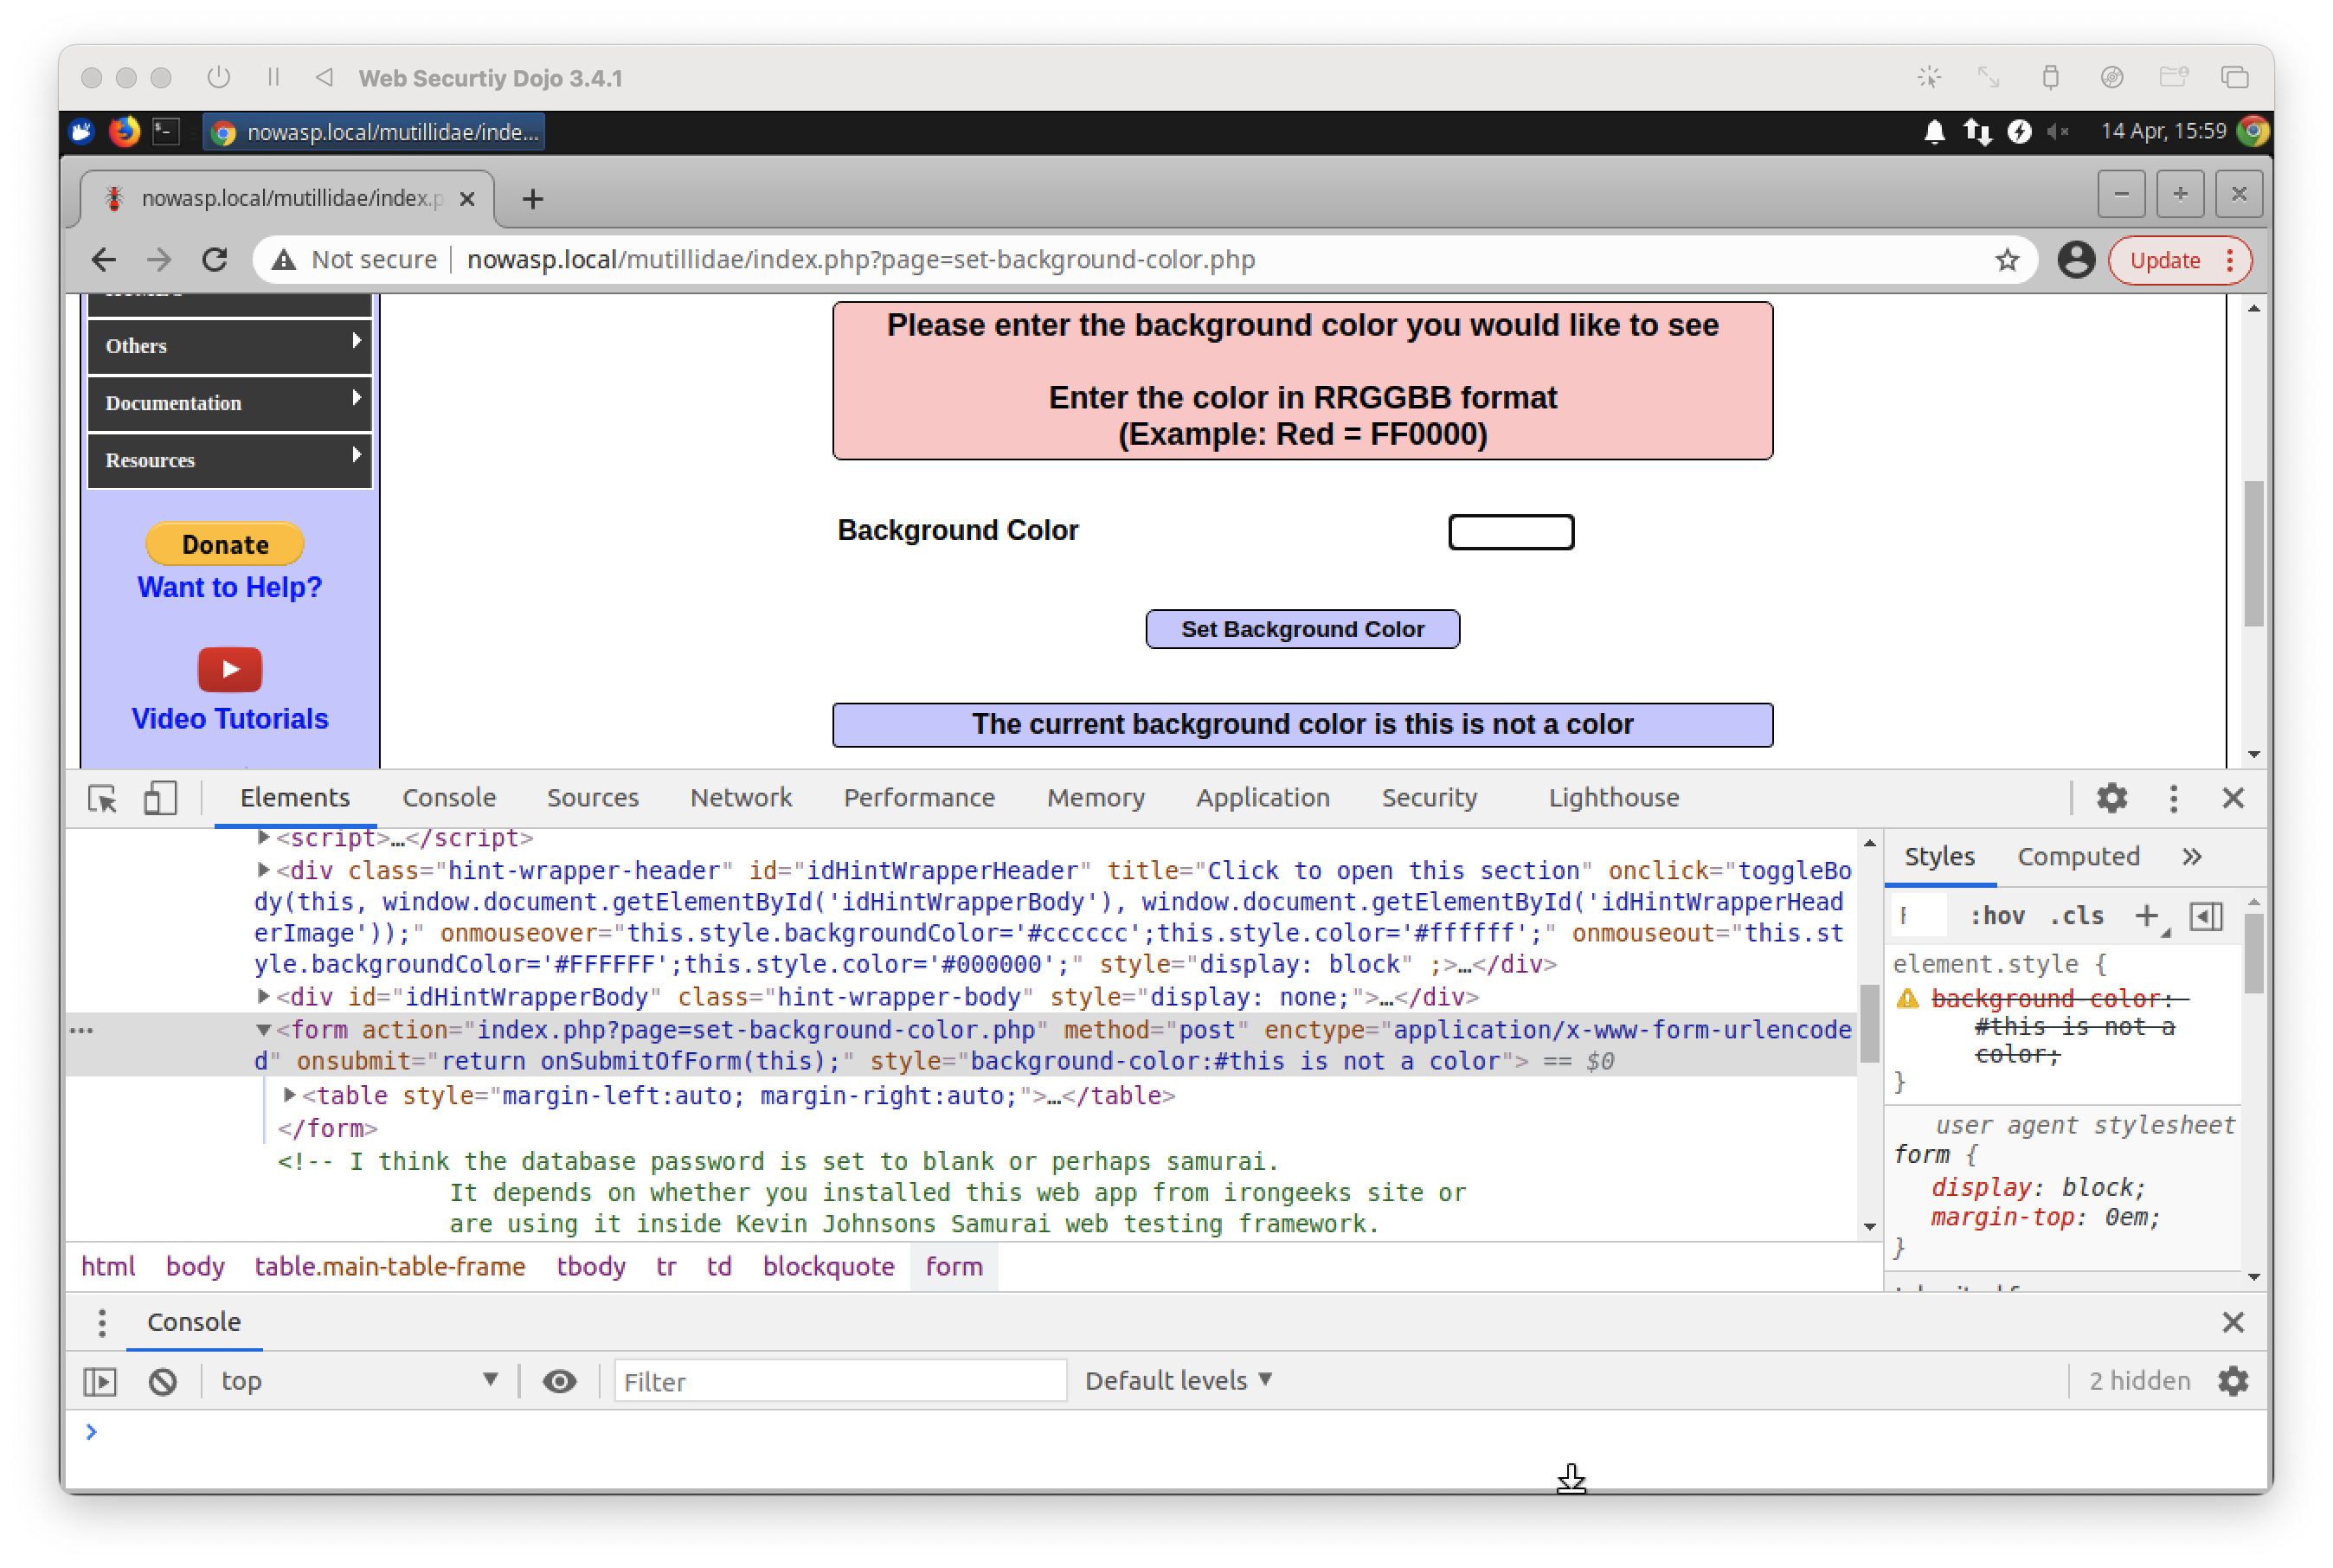 Web Securtiy Dojo 3.4.1
nowasp.local/mutillidae/inde...
14 Apr, 15:59
nowasp.local/mutillidae/index.p
Not secure
nowasp.local/mutillidae/index.php?page=set-background-color.php
Update
Others
Documentation
Resources
Donate
Want to Help?
Video Tutorials
Please enter the background color you would like to see
Enter the color in RRGGBB format
(Example: Red = FF0000)
Background Color
Set Background Color
The current background color is this is not a color
Elements Console Sources Network Performance Memory Application Security Lighthouse
<script>…</script>
<div class="hint-wrapper-header" id="idHintWrapperHeader" title="Click to open this section" onclick="toggleBo
dy(this, window.document.getElementById('idHintWrapperBody'), window.document.getElementById('idHintWrapperHead
erImage'));" onmouseover="this.style.backgroundColor='#cccccc';this.style.color='#ffffff';" onmouseout="this.st
yle.backgroundColor='#FFFFFF';this.style.color='#000000';" style="display: block" ;>…</div>
<div id="idHintWrapperBody" class="hint-wrapper-body" style="display: none;">…</div>
<form action="index.php?page=set-background-color.php" method="post" enctype="application/x-www-form-urlencode
d" onsubmit="return onSubmitOfForm(this);" style="background-color:#this is not a color"> == $0
<table style="margin-left:auto; margin-right:auto;">…</table>
</form>
<!-- I think the database password is set to blank or perhaps samurai.
It depends on whether you installed this web app from irongeeks site or
are using it inside Kevin Johnsons Samurai web testing framework.
html body table.main-table-frame tbody tr td blockquote form
Styles Computed
:hov .cls
element.style {
background-color:
#this is not a
color;
}
user agent stylesheet
form {
display: block;
margin-top: 0em;
}
Console
top
Filter
Default levels
2 hidden